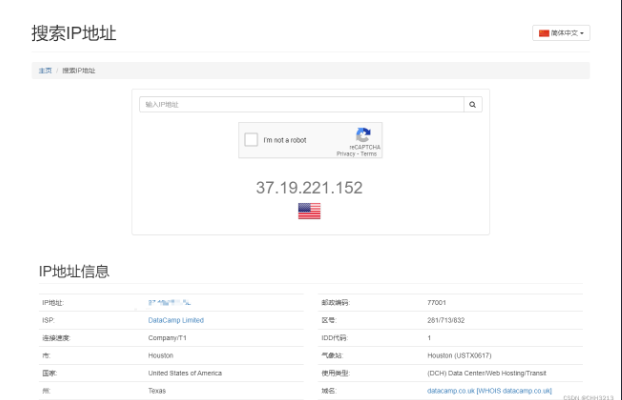 搜索IP地址
简体中文
主页 / 搜索IP地址
输入IP地址
I'm not a robot
reCAPTCHA
Privacy - Terms
37.19.221.152
IP地址信息
IP地址: 邮政编码: 77001
ISP: DataCamp Limited 区号: 281/713/832
连接速度: Company/T1 IDD代码: 1
市: Houston 气象站: Houston (USTX0617)
国家: United States of America 使用类型: (DCH) Data Center/Web Hosting/Transit
州: Texas 域名: datacamp.co.uk [WHOIS datacamp.co.uk]